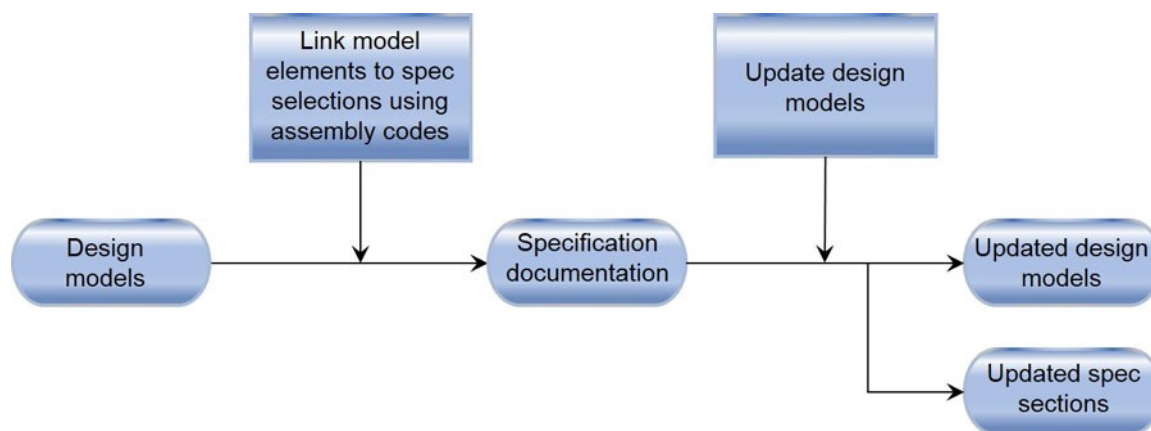 Link model
elements to spec
selections using
assembly codes
Update design
models
Design
models
Specification
documentation
Updated design
models
Updated spec
sections